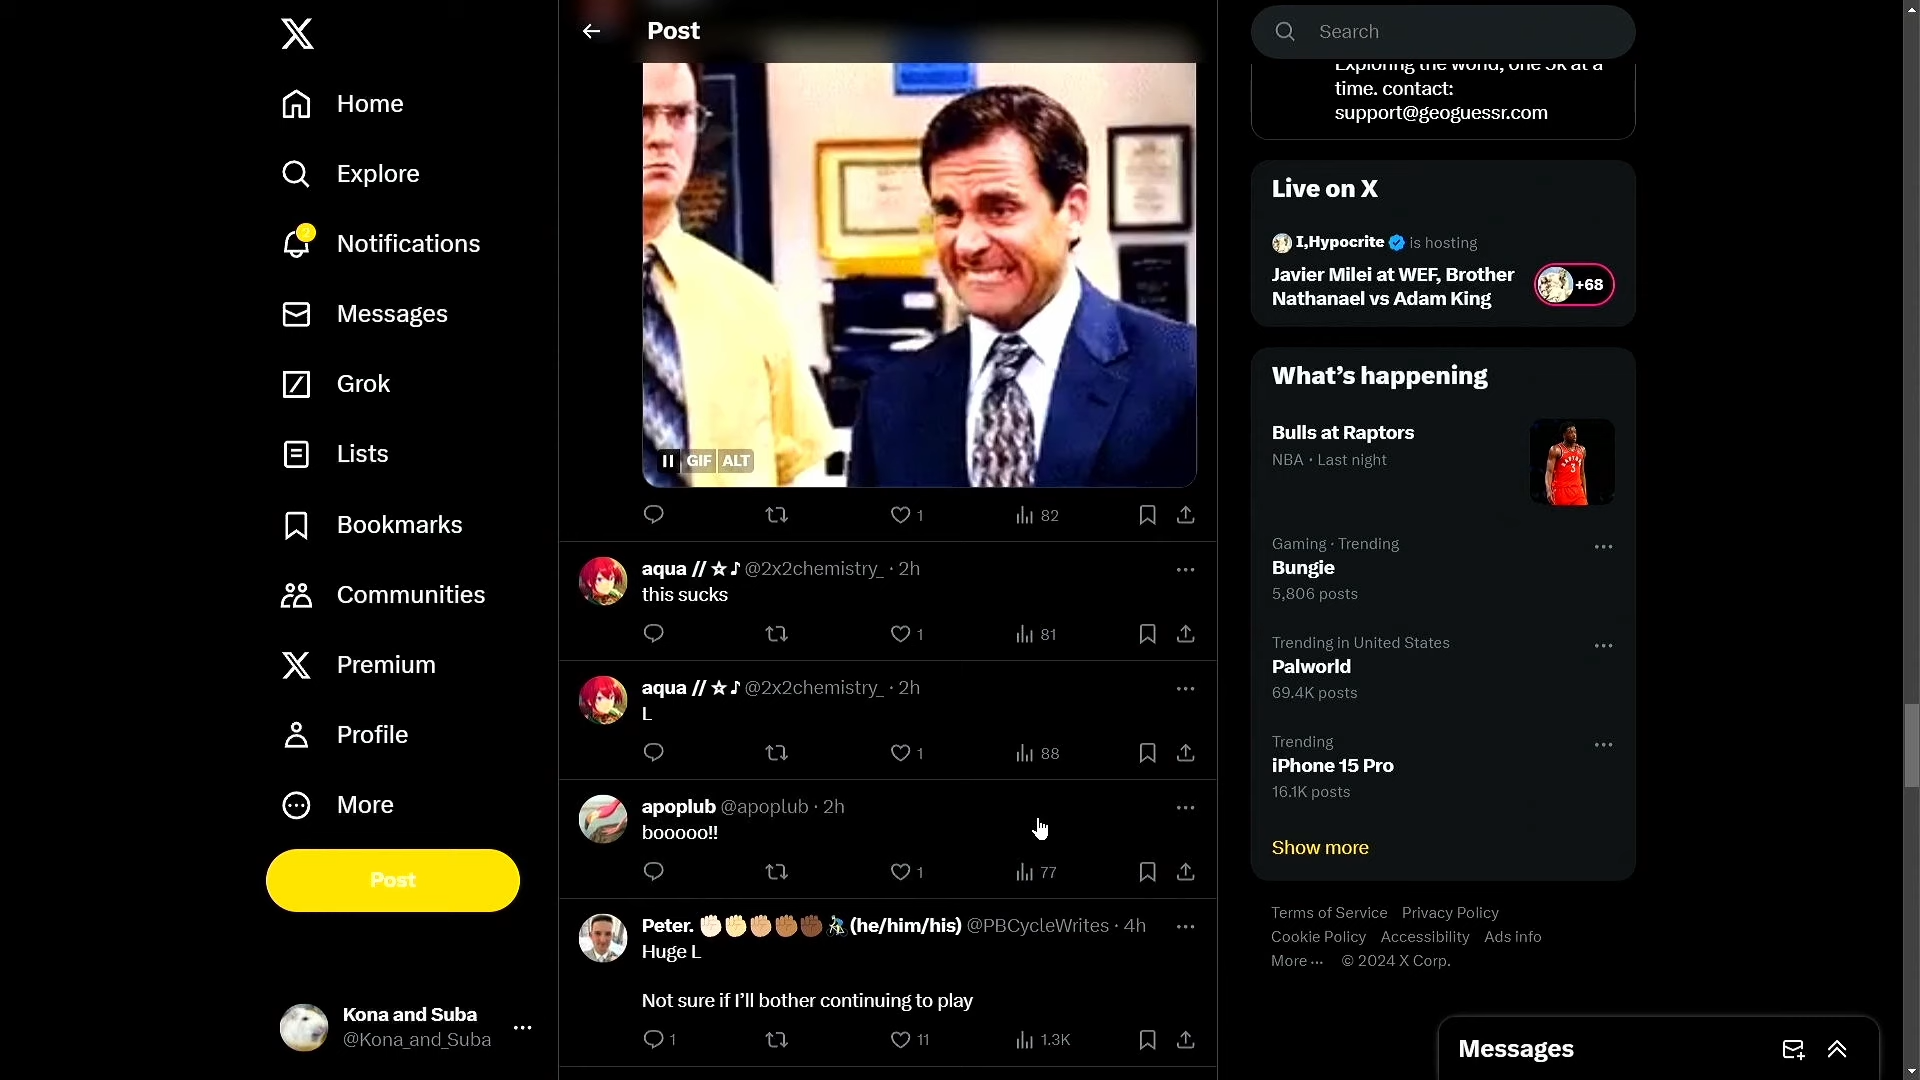 Home
Explore
Notifications
Messages
Grok
Lists
Bookmarks
Communities
Premium
Profile
More
Post
Kona and Suba
@Kona_and_Suba
Post
GIF ALT
1
82
aqua // ☆ ♪ @2x2chemistry_ · 2h
this sucks
1
81
aqua // ☆ ♪ @2x2chemistry_ · 2h
L
1
88
apoplub @apoplub · 2h
booooo!!
1
77
Peter. ✊🏻✊🏼✊🏽✊🏾✊🏿 (he/him/his) @PBCycleWrites · 4h
Huge L
Not sure if I'll bother continuing to play
1
11
1.3K
Search
Exploring the world, one 5k at a
time. contact:
support@geoguessr.com
Live on X
I,Hypocrite is hosting
Javier Milei at WEF, Brother
Nathanael vs Adam King
+68
What's happening
Bulls at Raptors
NBA · Last night
Gaming · Trending
Bungie
5,806 posts
Trending in United States
Palworld
69.4K posts
Trending
iPhone 15 Pro
16.1K posts
Show more
Terms of Service Privacy Policy
Cookie Policy Accessibility Ads info
More ··· © 2024 X Corp.
Messages